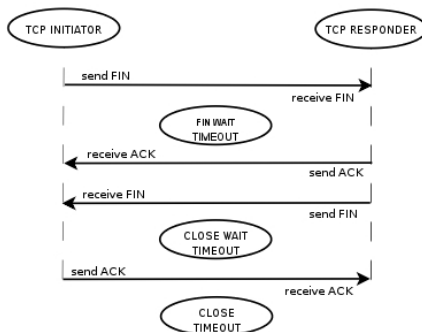 TCP INITIATOR
TCP RESPONDER
send FIN
receive FIN
FIN WAIT
TIMEOUT
receive ACK
send ACK
receive FIN
send FIN
CLOSE WAIT
TIMEOUT
send ACK
receive ACK
CLOSE
TIMEOUT